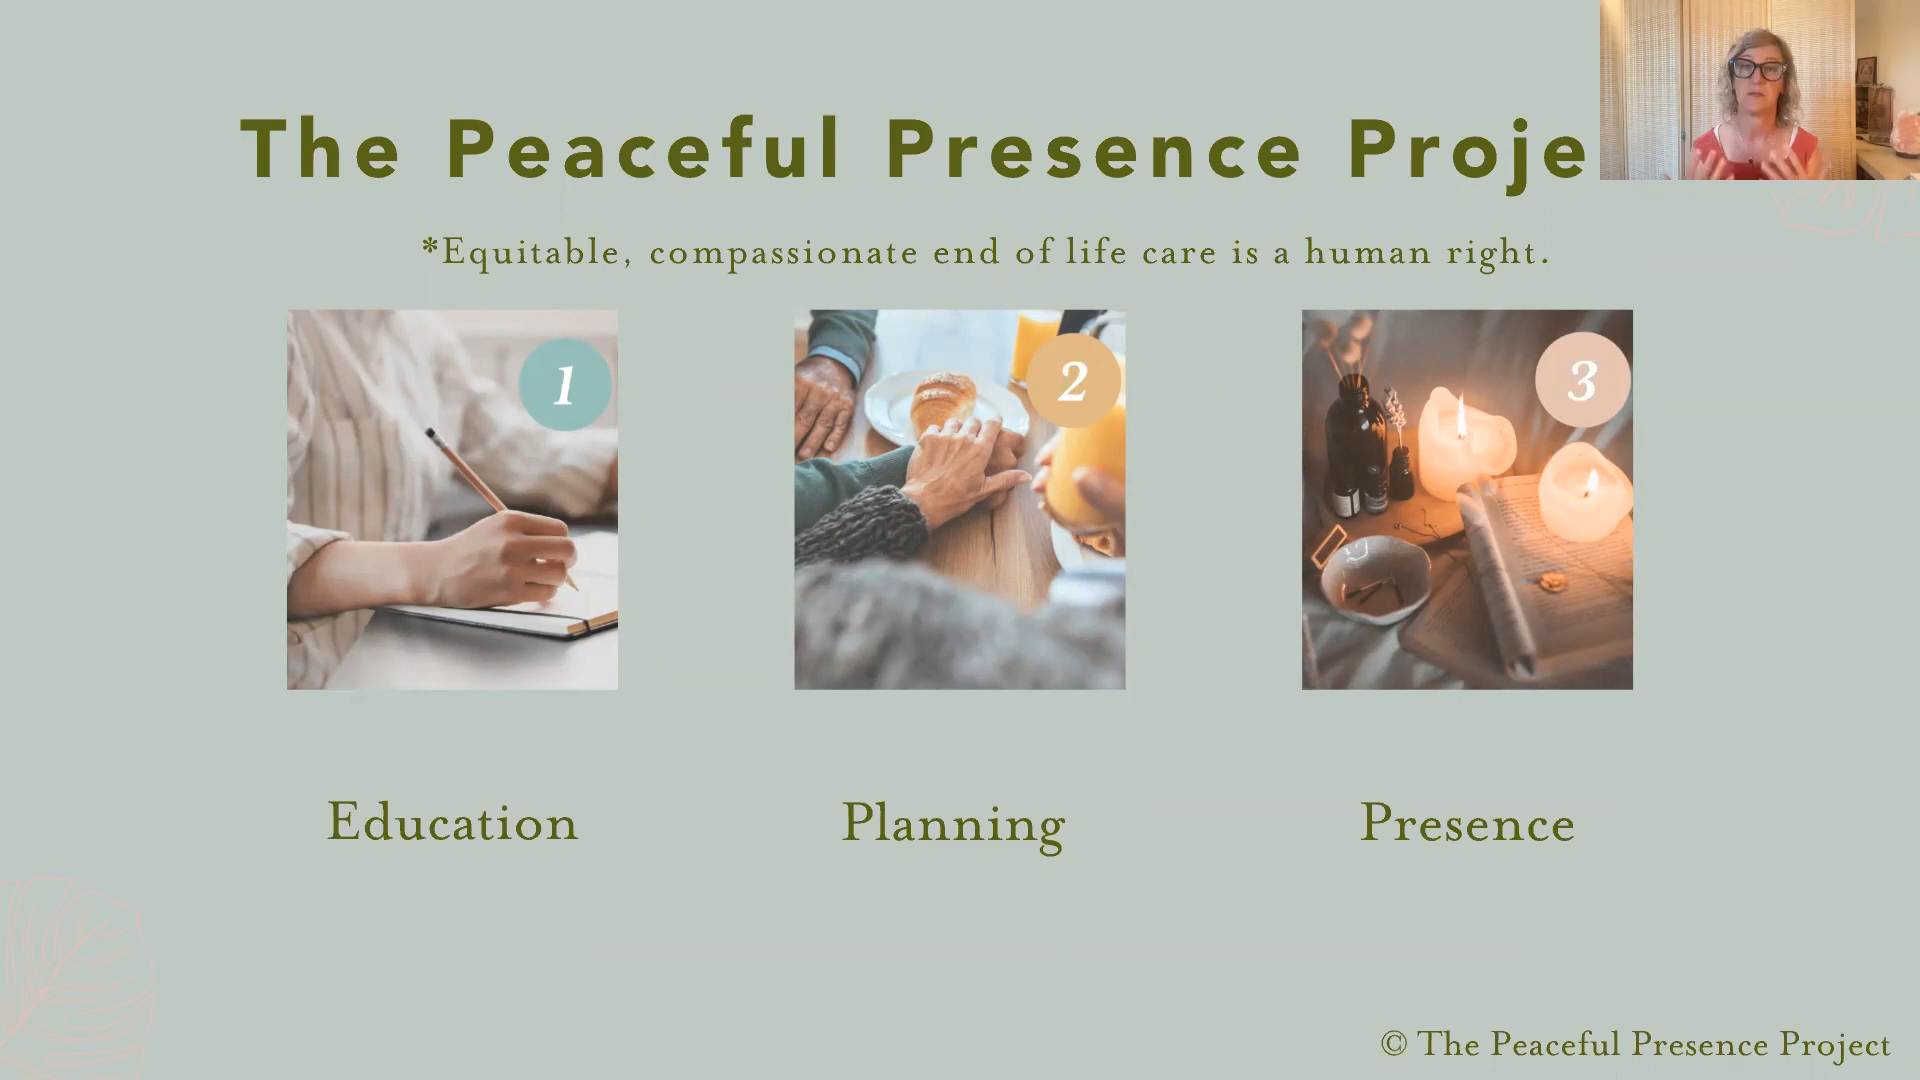 The Peaceful Presence Proje
*Equitable, compassionate end of life care is a human right.
1
2
3
Education
Planning
Presence
© The Peaceful Presence Project